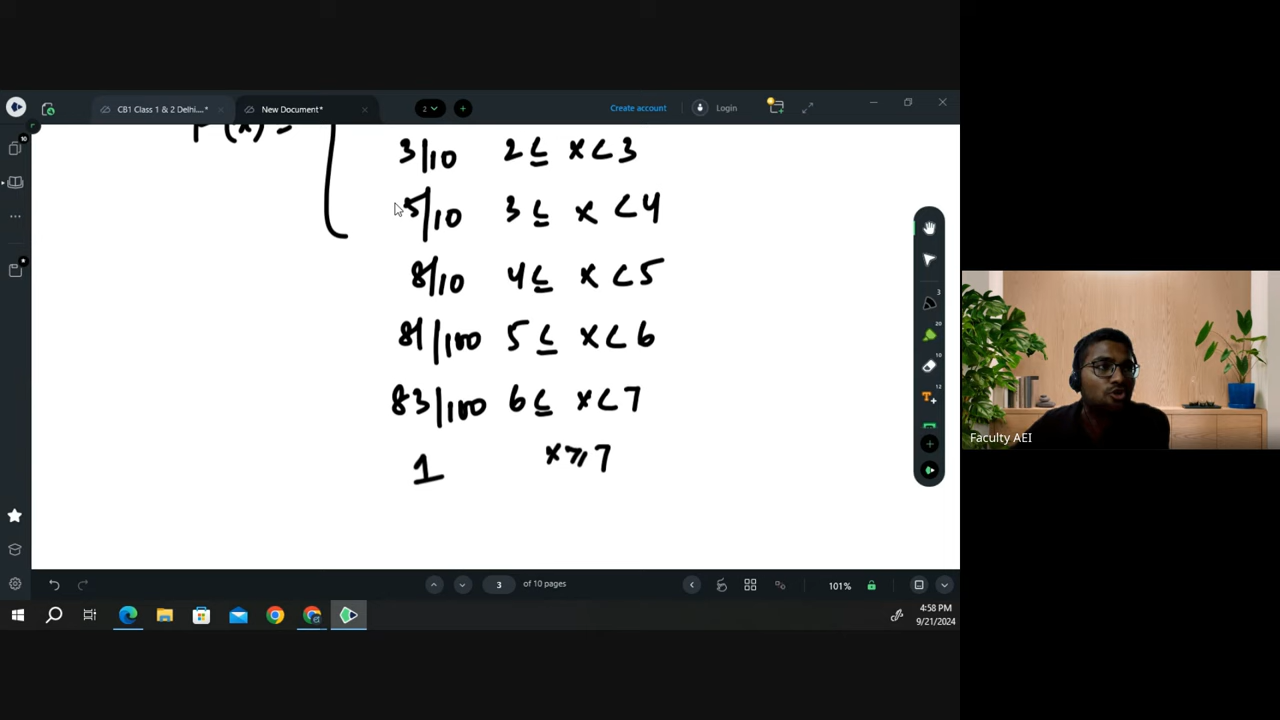 CB1 Class 1 & 2 Delhi....*
New Document*
2
Create account
Login
F(x) =
3/10 2 ≤ x < 3
5/10 3 ≤ x < 4
8/10 4 ≤ x < 5
81/100 5 ≤ x < 6
83/100 6 ≤ x < 7
1 x ≥ 7
Faculty AEI
3 of 10 pages
101%
4:58 PM
9/21/2024